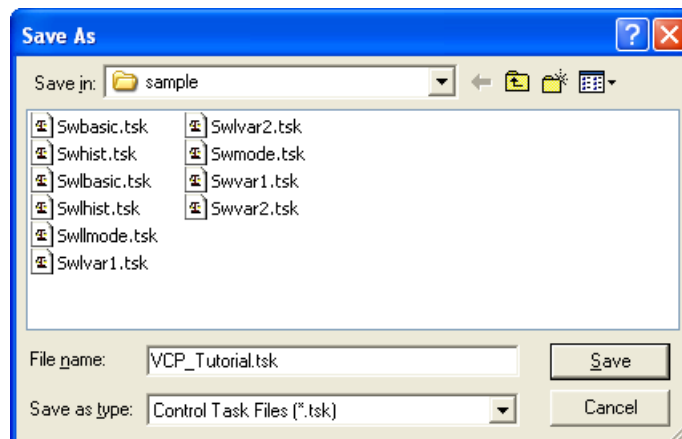 Save As
Save in: sample
Swbasic.tsk Swlvar2.tsk
Swhist.tsk Swmode.tsk
Swlbasic.tsk Swvar1.tsk
Swlhist.tsk Swvar2.tsk
Swllmode.tsk
Swlvar1.tsk
File name: VCP_Tutorial.tsk Save
Save as type: Control Task Files (*.tsk) Cancel